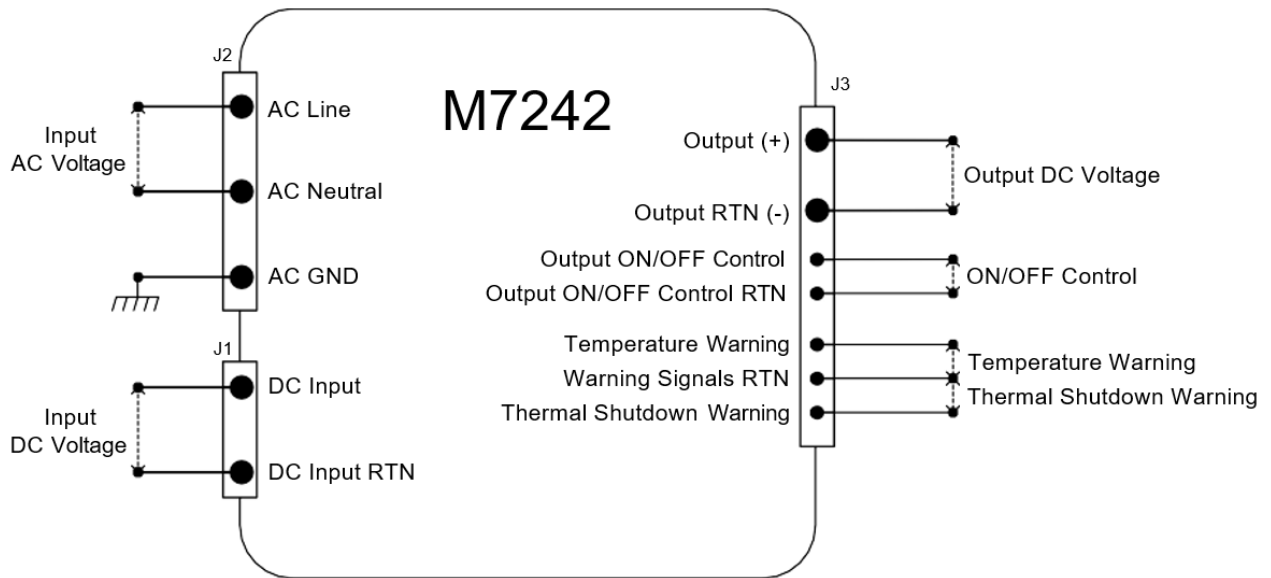 J2
AC Line
Input
AC Voltage
AC Neutral
AC GND
J1
DC Input
Input
DC Voltage
DC Input RTN
M7242
J3
Output (+)
Output DC Voltage
Output RTN (-)
Output ON/OFF Control
ON/OFF Control
Output ON/OFF Control RTN
Temperature Warning
Temperature Warning
Warning Signals RTN
Thermal Shutdown Warning
Thermal Shutdown Warning